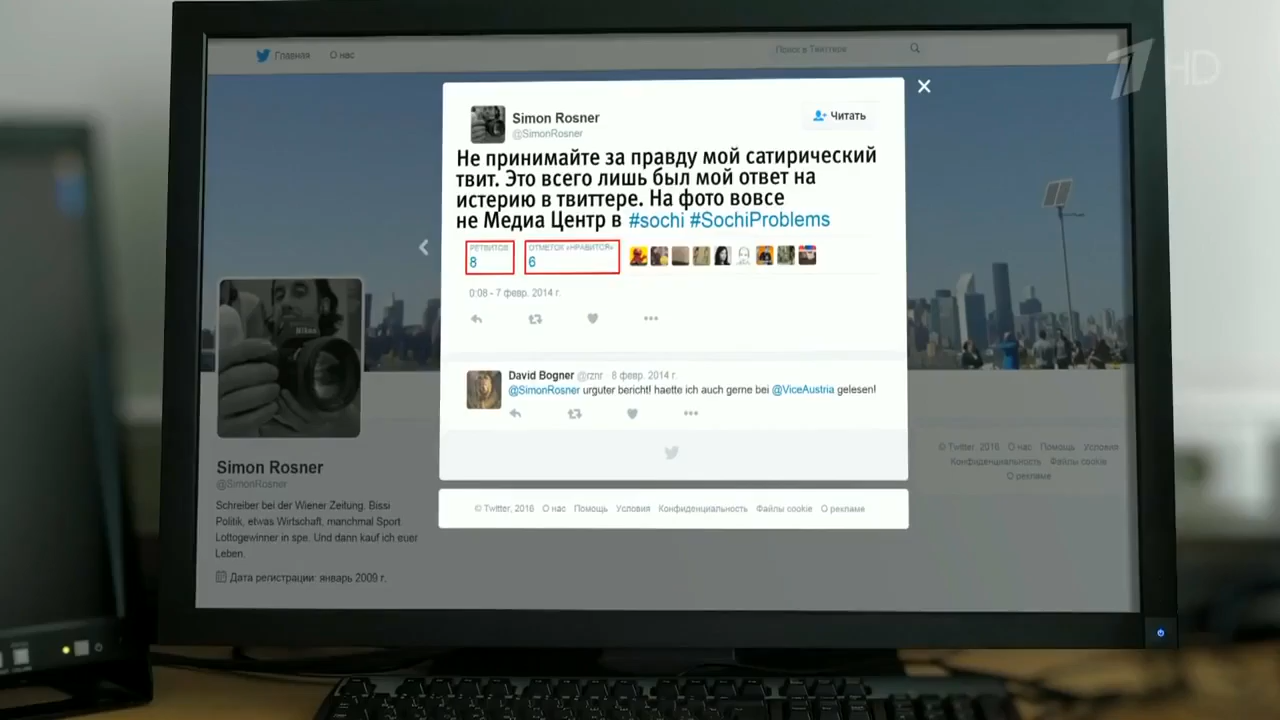 Главная О нас
Поиск в Твиттере
1 HD
Simon Rosner
@SimonRosner
Читать
Не принимайте за правду мой сатирический
твит. Это всего лишь был мой ответ на
истерию в твиттере. На фото вовсе
не Медиа Центр в #sochi #SochiProblems
РЕТВИТОВ
8
ОТМЕТОК «НРАВИТСЯ»
6
0:08 - 7 февр. 2014 г.
David Bogner @rznr · 8 февр. 2014 г.
@SimonRosner urguter bericht! haette ich auch gerne bei @ViceAustria gelesen!
© Twitter, 2016 О нас Помощь Условия Конфиденциальность Файлы cookie О рекламе
Nikon
Simon Rosner
@SimonRosner
Schreiber bei der Wiener Zeitung. Bissi
Politik, etwas Wirtschaft, manchmal Sport
Lottogewinner in spe. Und dann kauf ich euer
Leben.
Дата регистрации: январь 2009 г.
© Twitter, 2016 О нас Помощь Условия
Конфиденциальность Файлы cookie
О рекламе